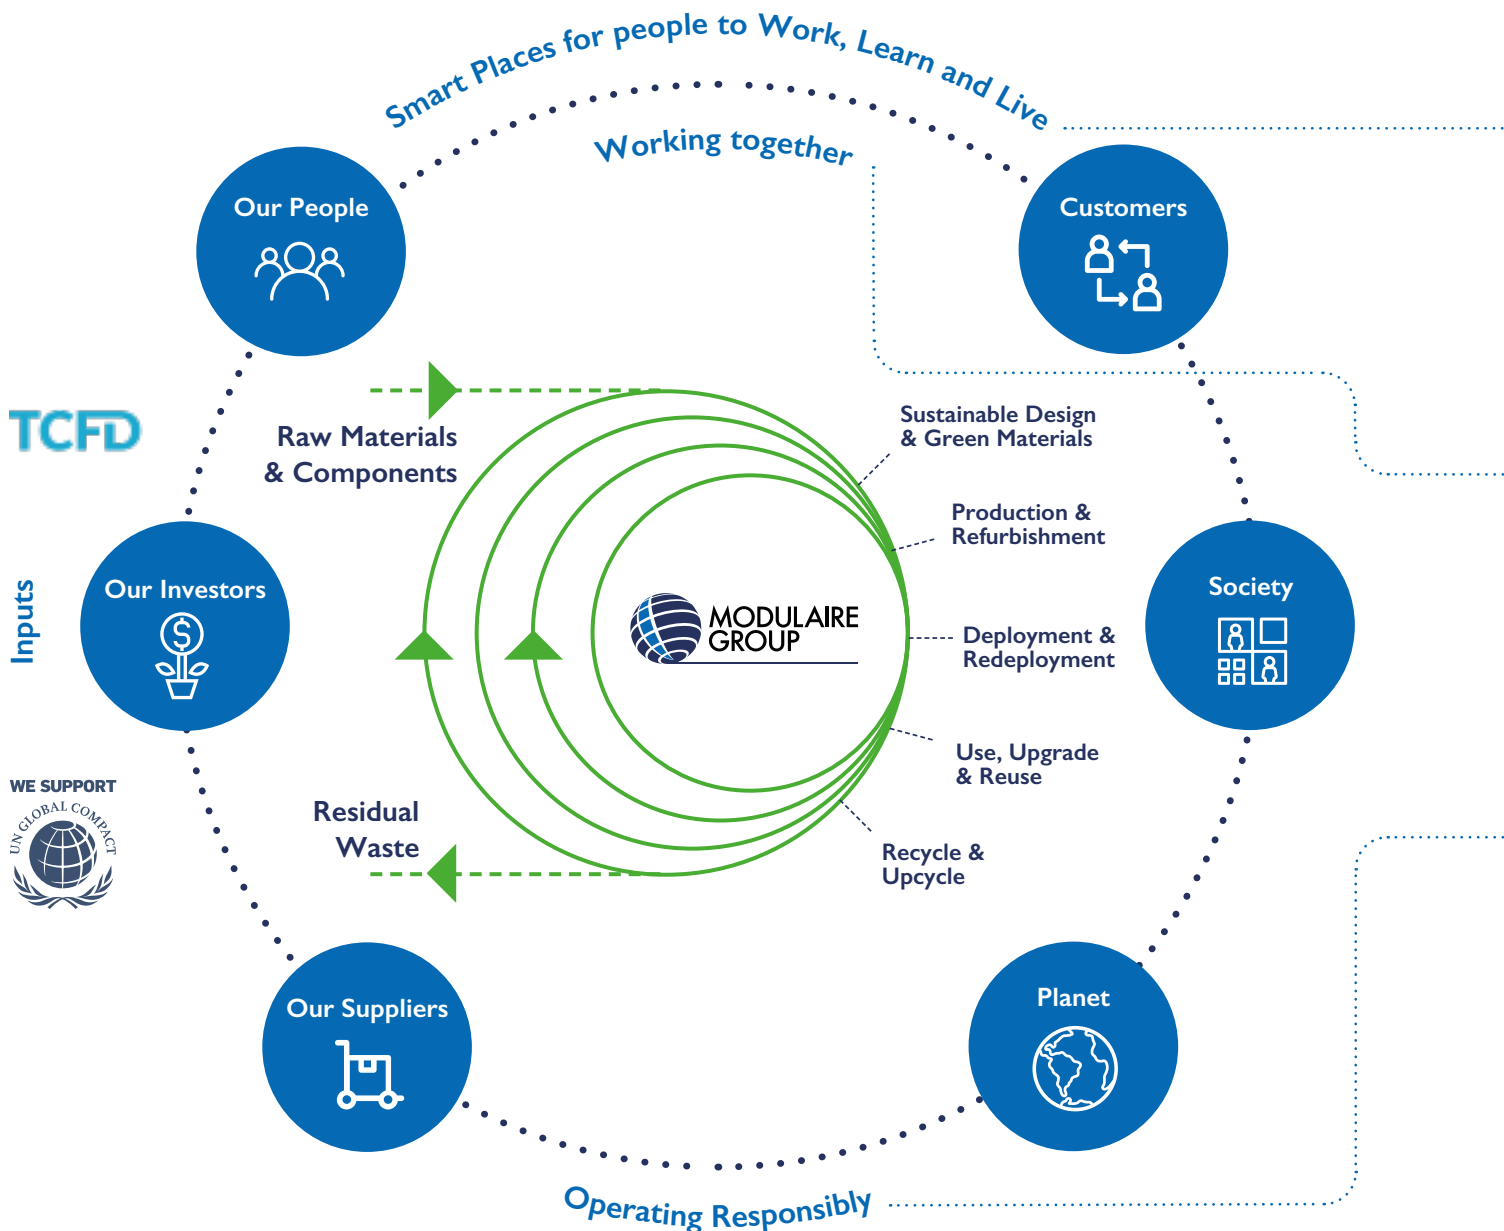 Smart Places for people to Work, Learn and Live
Working together
Our People
Customers
TCFD
Raw Materials
& Components
Sustainable Design
& Green Materials
Production &
Refurbishment
Inputs
Our Investors
MODULAIRE
GROUP
Society
Deployment &
Redeployment
Use, Upgrade
& Reuse
WE SUPPORT
UN GLOBAL COMPACT
Residual
Waste
Recycle &
Upcycle
Our Suppliers
Planet
Operating Responsibly